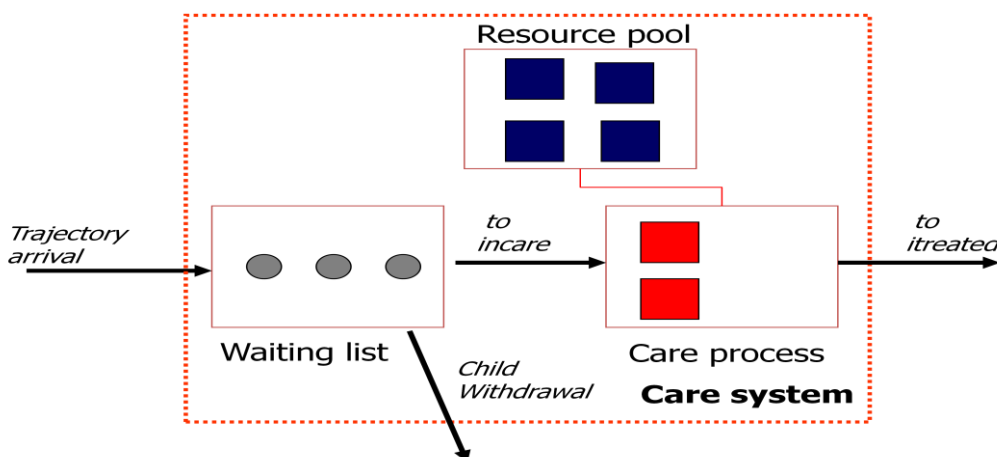 Resource pool
Trajectory
arrival
to
incare
to
itreated
Waiting list
Care process
Child
Withdrawal
Care system